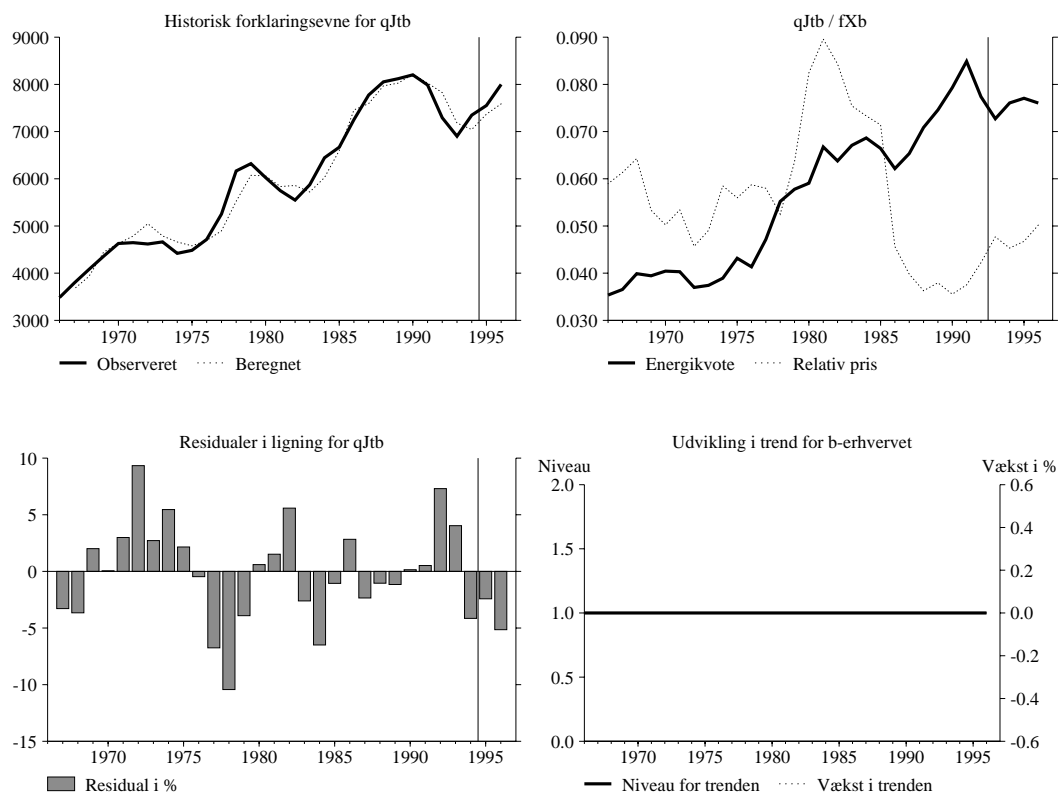 Historisk forklaringsevne for qJtb
9000
8000
7000
6000
5000
4000
3000
1970 1975 1980 1985 1990 1995
Observeret Beregnet
qJtb / fXb
0.090
0.080
0.070
0.060
0.050
0.040
0.030
1970 1975 1980 1985 1990 1995
Energikvote Relativ pris
Residualer i ligning for qJtb
10
5
0
-5
-10
-15
1970 1975 1980 1985 1990 1995
Residual i %
Udvikling i trend for b-erhvervet
Niveau Vækst i %
2.0 0.6
0.4
1.5
0.2
1.0 0.0
-0.2
0.5
-0.4
0.0 -0.6
1970 1975 1980 1985 1990 1995
Niveau for trenden Vækst i trenden